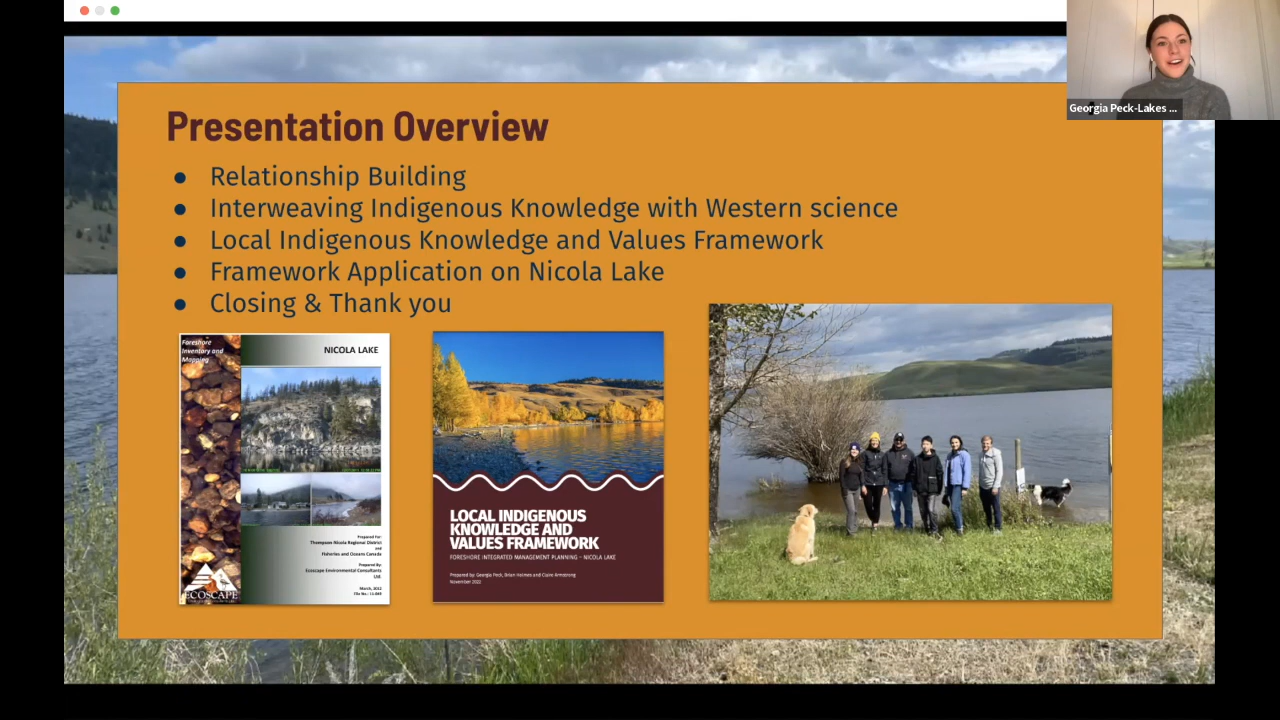 Georgia Peck-Lakes ...
Presentation Overview
● Relationship Building
● Interweaving Indigenous Knowledge with Western science
● Local Indigenous Knowledge and Values Framework
● Framework Application on Nicola Lake
● Closing & Thank you
Foreshore
Inventory and
Mapping
NICOLA LAKE
Prepared For:
Thompson Nicola Regional District
and
Fisheries and Oceans Canada
Prepared By:
Ecoscape Environmental Consultants
Ltd.
March, 2012
ECOSCAPE
LOCAL INDIGENOUS
KNOWLEDGE AND
VALUES FRAMEWORK
FORESHORE INTEGRATED MANAGEMENT PLANNING - NICOLA LAKE
Prepared by: Georgia Peck, Brian Holmes and Claire Armstrong
November 2022